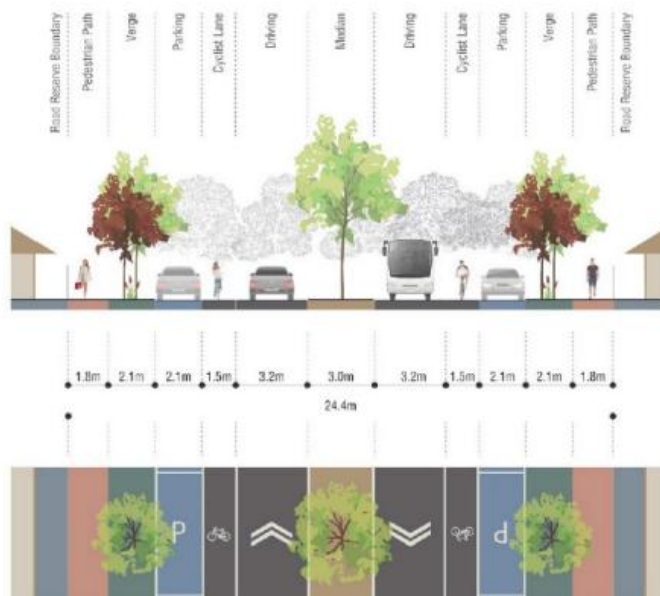 Road Reserve Boundary
Pedestrian Path
Verge
Parking
Cyclist Lane
Driving
Median
Driving
Cyclist Lane
Parking
Verge
Pedestrian Path
Road Reserve Boundary
1.8m
2.1m
2.1m
1.5m
3.2m
3.0m
3.2m
1.5m
2.1m
2.1m
1.8m
24.4m
P
P